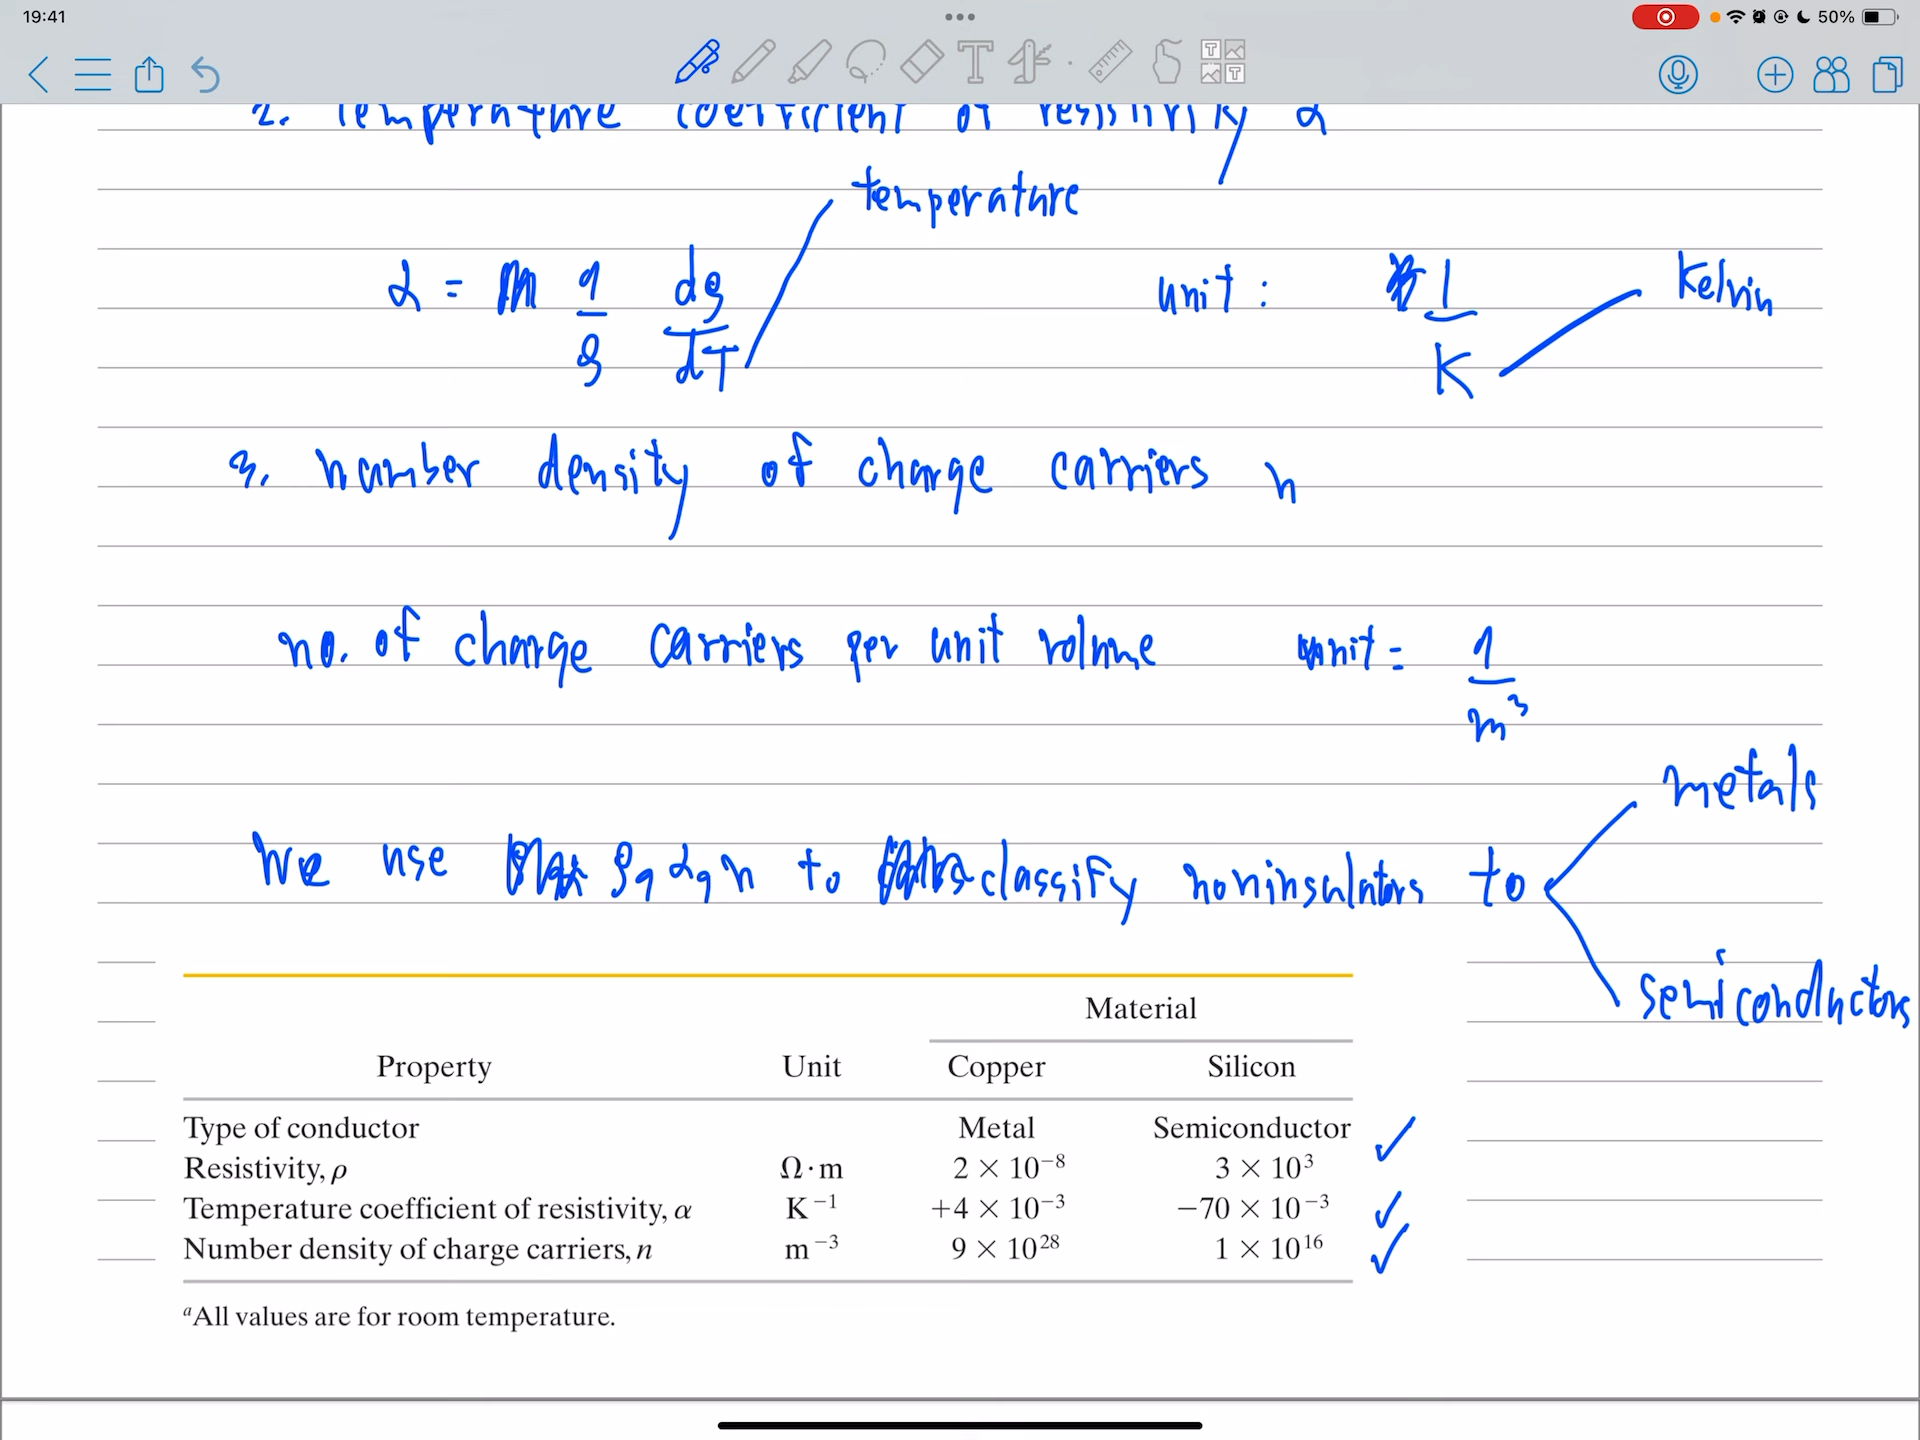 19:41
50%
2. Temperature coefficient of resistivity α
temperature
α = 1/ρ dρ/dT
unit : 1/K
Kelvin
3. number density of charge carriers n
no. of charge carriers per unit volume unit = 1/m³
metals
We use ρ, α, n to classify noninsulators to
semiconductors
Material
Property Unit Copper Silicon
Type of conductor Metal Semiconductor
Resistivity, ρ Ω·m 2 × 10⁻⁸ 3 × 10³
Temperature coefficient of resistivity, α K⁻¹ +4 × 10⁻³ −70 × 10⁻³
Number density of charge carriers, n m⁻³ 9 × 10²⁸ 1 × 10¹⁶
ᵃAll values are for room temperature.